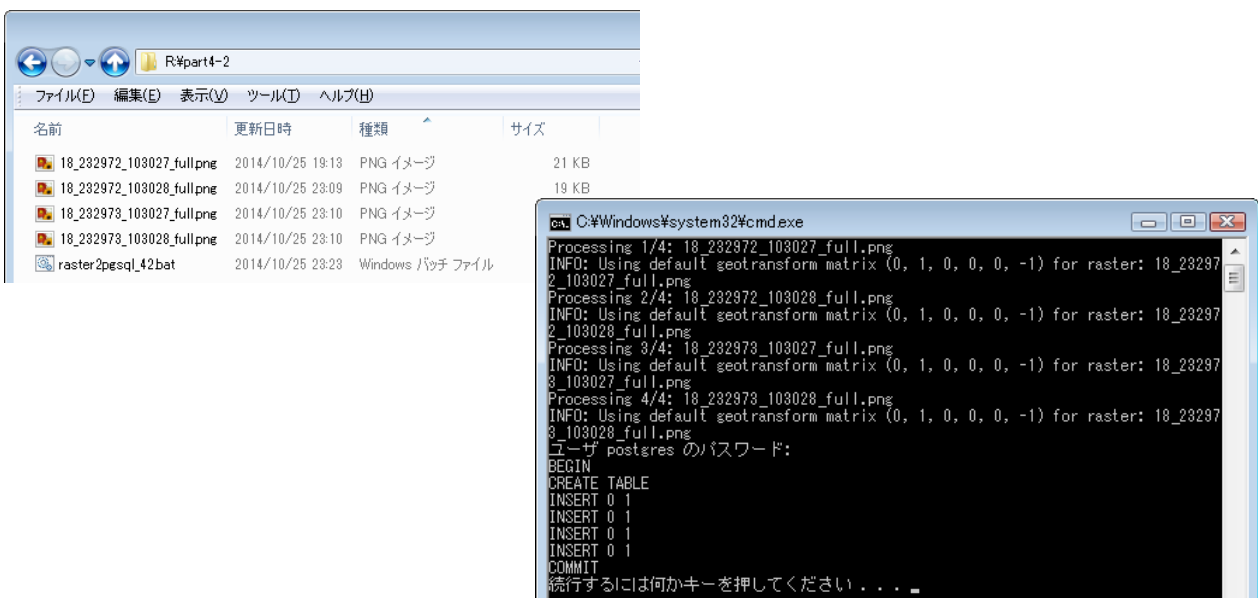 R:¥part4-2
ファイル(F) 編集(E) 表示(V) ツール(T) ヘルプ(H)
名前 更新日時 種類 サイズ
18_232972_103027_full.png 2014/10/25 19:13 PNG イメージ 21 KB
18_232972_103028_full.png 2014/10/25 23:09 PNG イメージ 19 KB
18_232973_103027_full.png 2014/10/25 23:10 PNG イメージ
18_232973_103028_full.png 2014/10/25 23:10 PNG イメージ
raster2pgsql_42.bat 2014/10/25 23:23 Windows バッチ ファイル
C:¥Windows¥system32¥cmd.exe
Processing 1/4: 18_232972_103027_full.png
INFO: Using default geotransform matrix (0, 1, 0, 0, 0, -1) for raster: 18_23297
2_103027_full.png
Processing 2/4: 18_232972_103028_full.png
INFO: Using default geotransform matrix (0, 1, 0, 0, 0, -1) for raster: 18_23297
2_103028_full.png
Processing 3/4: 18_232973_103027_full.png
INFO: Using default geotransform matrix (0, 1, 0, 0, 0, -1) for raster: 18_23297
3_103027_full.png
Processing 4/4: 18_232973_103028_full.png
INFO: Using default geotransform matrix (0, 1, 0, 0, 0, -1) for raster: 18_23297
3_103028_full.png
ユーザ postgres のパスワード:
BEGIN
CREATE TABLE
INSERT 0 1
INSERT 0 1
INSERT 0 1
INSERT 0 1
COMMIT
続行するには何かキーを押してください . . .